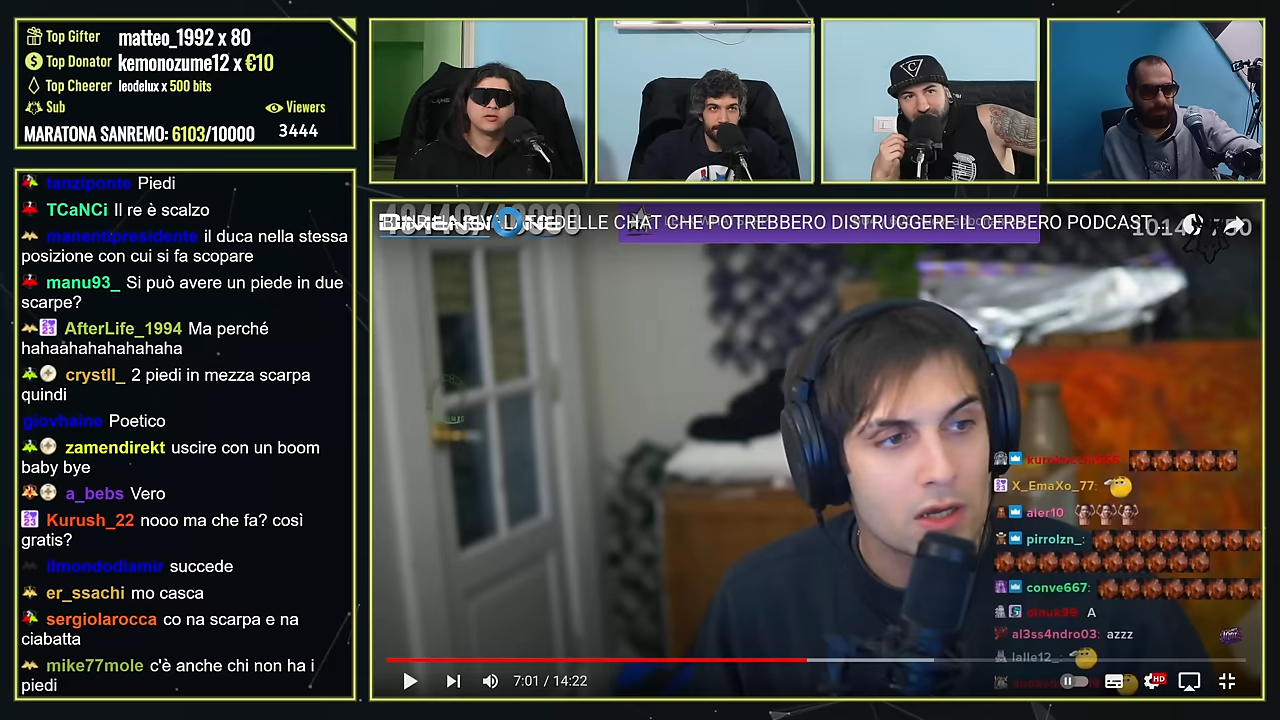 Top Gifter matteo_1992 x 80
Top Donator kemonozume12 x €10
Top Cheerer leodelux x 500 bits
Sub
Viewers
MARATONA SANREMO: 6103/10000
3444
tanziponte Piedi
TCaNCi Il re è scalzo
manentipresidente il duca nella stessa
posizione con cui si fa scopare
manu93_ Si può avere un piede in due
scarpe?
AfterLife_1994 Ma perché
hahaahahahahahaha
crystll_ 2 piedi in mezza scarpa
quindi
giovhaine Poetico
zamendirekt uscire con un boom
baby bye
a_bebs Vero
Kurush_22 nooo ma che fa? così
gratis?
ilmondodiamir succede
er_ssachi mo casca
sergiolarocca co na scarpa e na
ciabatta
mike77mole c'è anche chi non ha i
piedi
DELLE CHAT CHE POTREBBERO DISTRUGGERE IL CERBERO PODCAST
X_EmaXo_77:
aler10
pirrolzn_:
conve667:
dinuk99 A
al3ss4ndro03: azzz
lalle12_:
7:01 / 14:22
HD